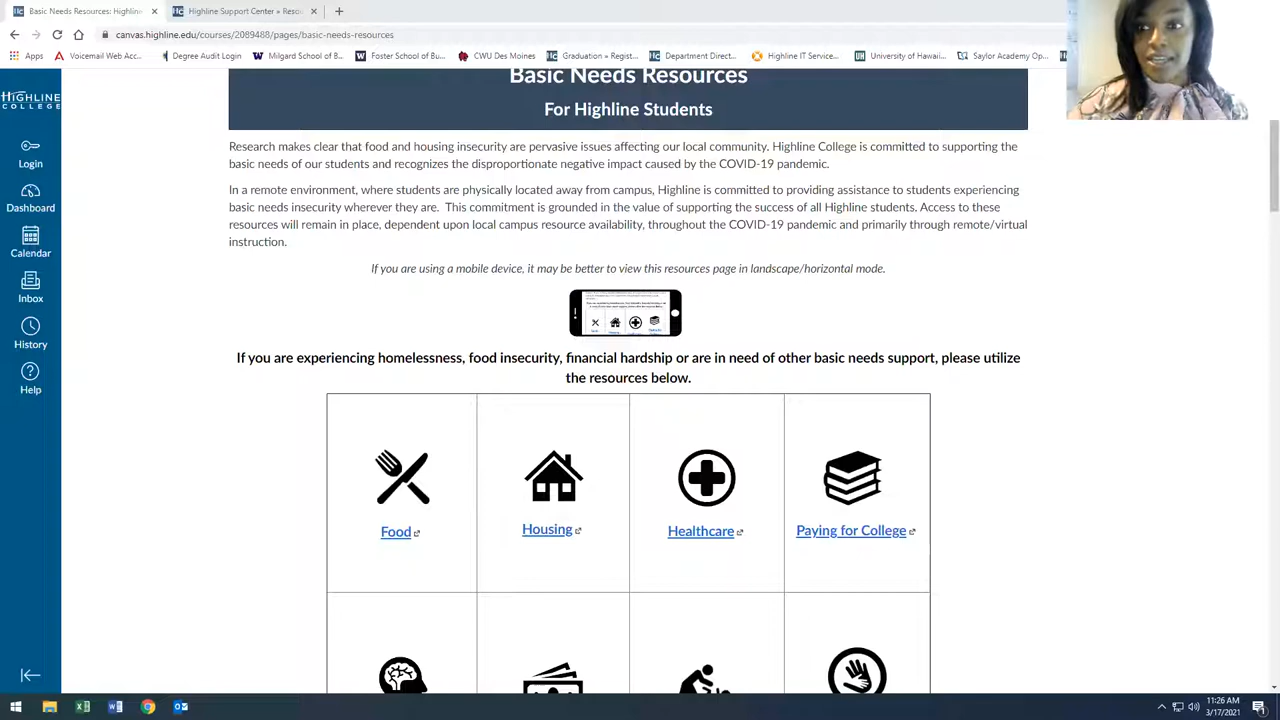 Basic Needs Resources: Highlin
Highline Support Center » Reso
canvas.highline.edu/courses/2089488/pages/basic-needs-resources
Apps
Voicemail Web Acc...
Degree Audit Login
Milgard School of B...
Foster School of Bu...
CWU Des Moines
Graduation » Regist...
Department Direct...
Highline IT Service...
University of Hawaii...
Saylor Academy Op...
HIGHLINE
COLLEGE
Login
Dashboard
Calendar
Inbox
History
Help
Basic Needs Resources
For Highline Students
Research makes clear that food and housing insecurity are pervasive issues affecting our local community. Highline College is committed to supporting the
basic needs of our students and recognizes the disproportionate negative impact caused by the COVID-19 pandemic.
In a remote environment, where students are physically located away from campus, Highline is committed to providing assistance to students experiencing
basic needs insecurity wherever they are. This commitment is grounded in the value of supporting the success of all Highline students. Access to these
resources will remain in place, dependent upon local campus resource availability, throughout the COVID-19 pandemic and primarily through remote/virtual
instruction.
If you are using a mobile device, it may be better to view this resources page in landscape/horizontal mode.
If you are experiencing homelessness, food insecurity, financial hardship or are in need of other basic needs support, please utilize
the resources below.
Food
Housing
Healthcare
Paying for College
11:26 AM
3/17/2021